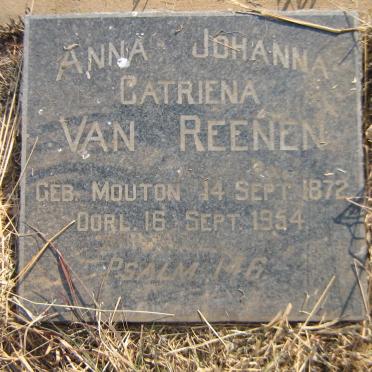 ANNA JOHANNA
CATRIENA
VAN REENEN
GEB. MOUTON 14 SEPT. 1872
OORL. 16 SEPT. 1954
PSALM 146